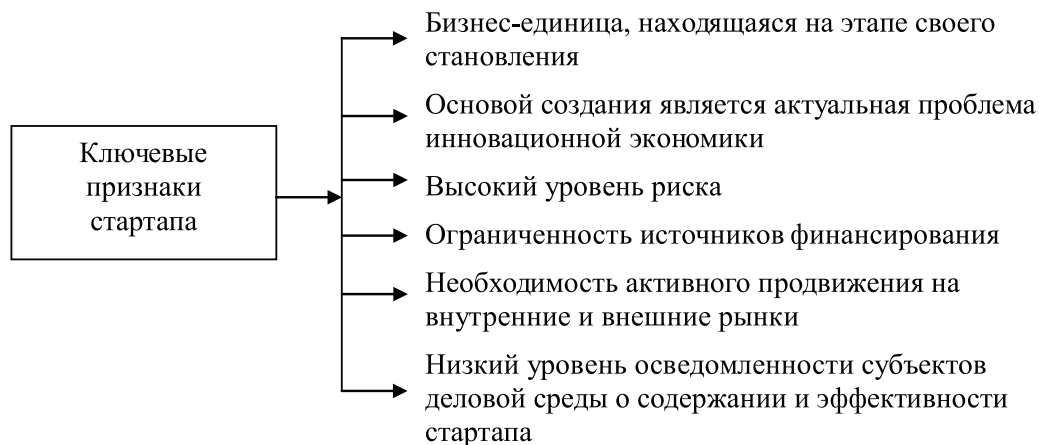 Ключевые
признаки
стартапа
Бизнес-единица, находящаяся на этапе своего
становления
Основой создания является актуальная проблема
инновационной экономики
Высокий уровень риска
Ограниченность источников финансирования
Необходимость активного продвижения на
внутренние и внешние рынки
Низкий уровень осведомленности субъектов
деловой среды о содержании и эффективности
стартапа